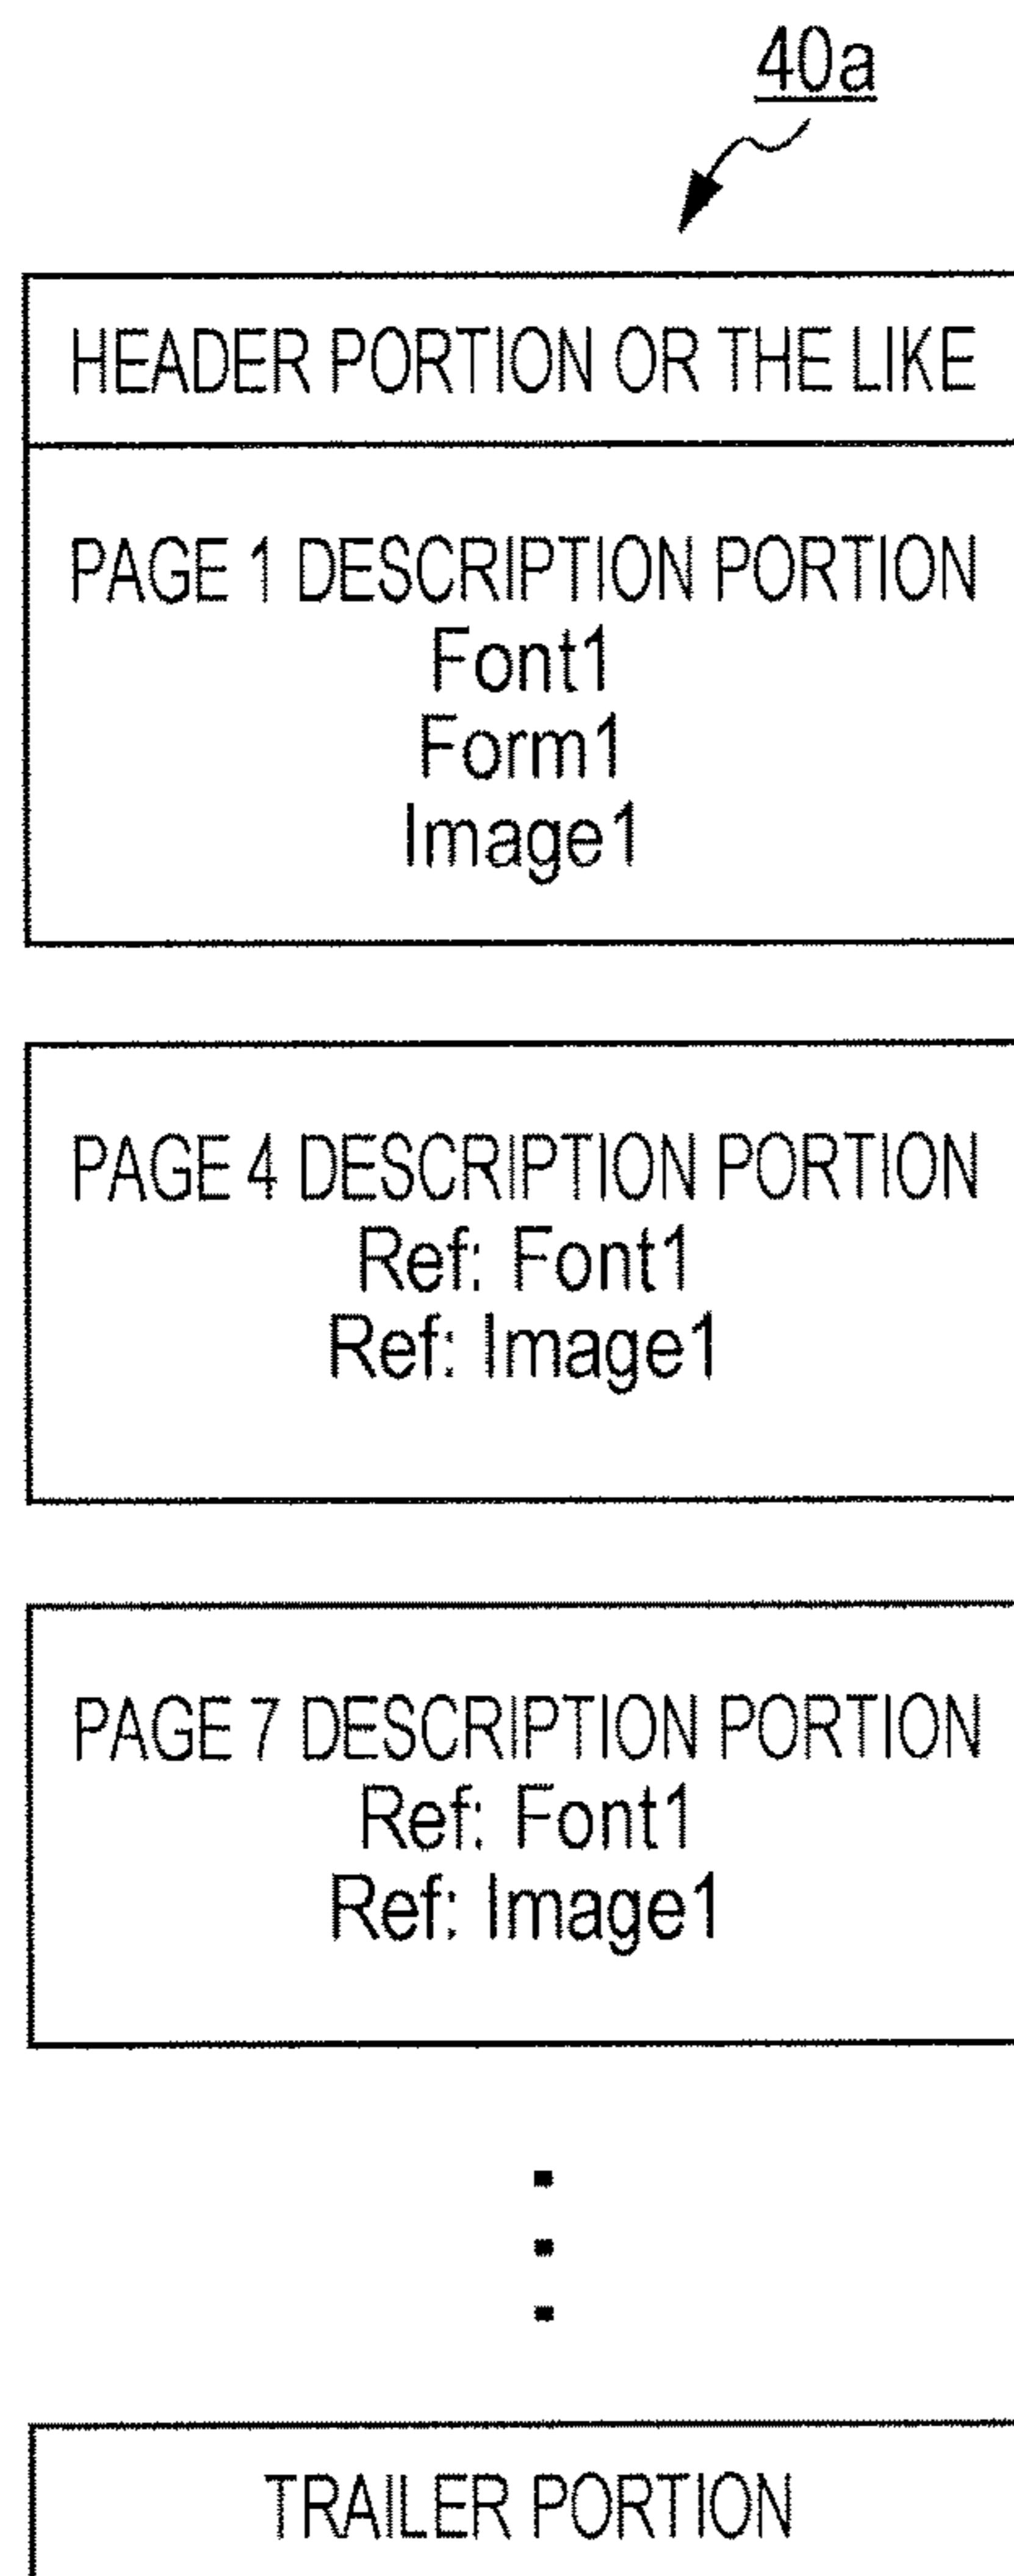 40a
HEADER PORTION OR THE LIKE
PAGE 1 DESCRIPTION PORTION
Font1
Form1
Image1
PAGE 4 DESCRIPTION PORTION
Ref: Font1
Ref: Image1
PAGE 7 DESCRIPTION PORTION
Ref: Font1
Ref: Image1
TRAILER PORTION